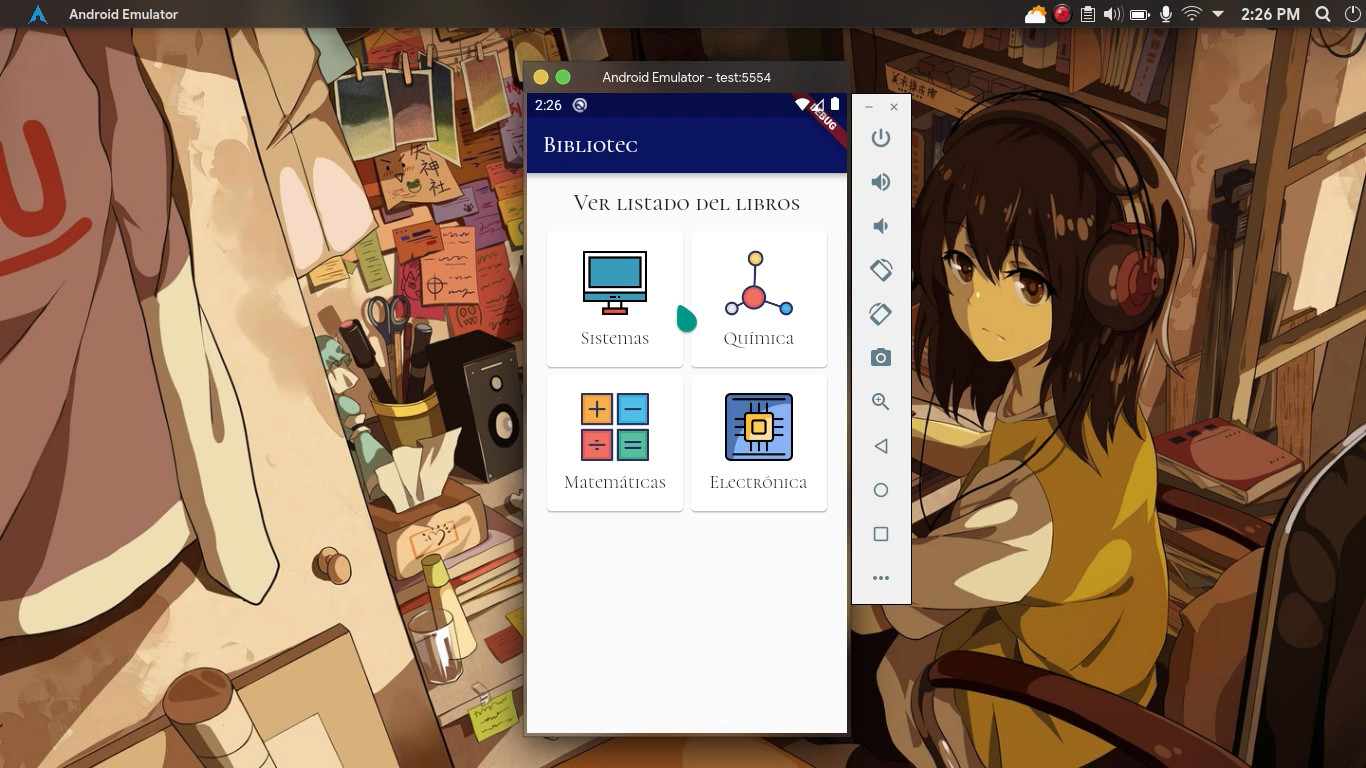 Android Emulator
2:26 PM
Android Emulator - test:5554
2:26
DEBUG
Bibliotec
Ver listado del libros
Sistemas
Química
Matemáticas
Electrónica
矢
神
社
U